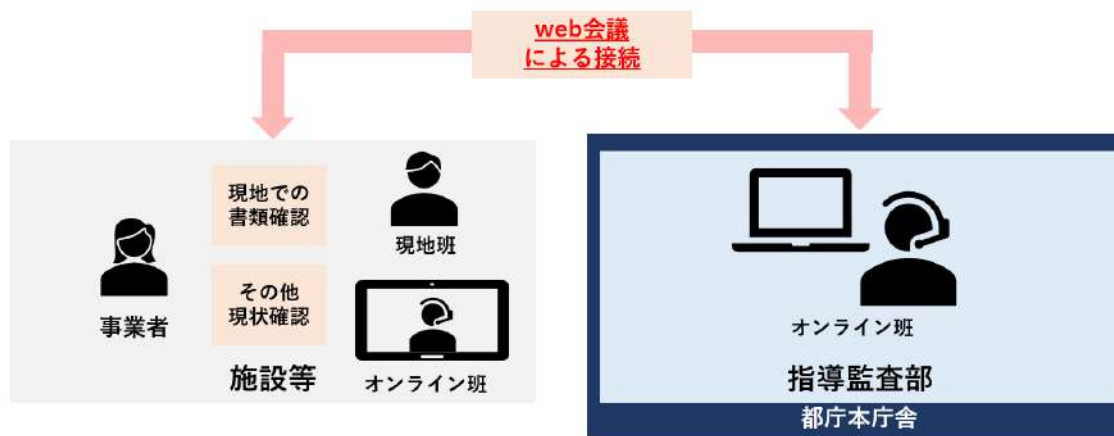 web会議
による接続
現地での
書類確認
現地班
その他
現状確認
事業者
施設等
オンライン班
オンライン班
指導監査部
都庁本庁舎